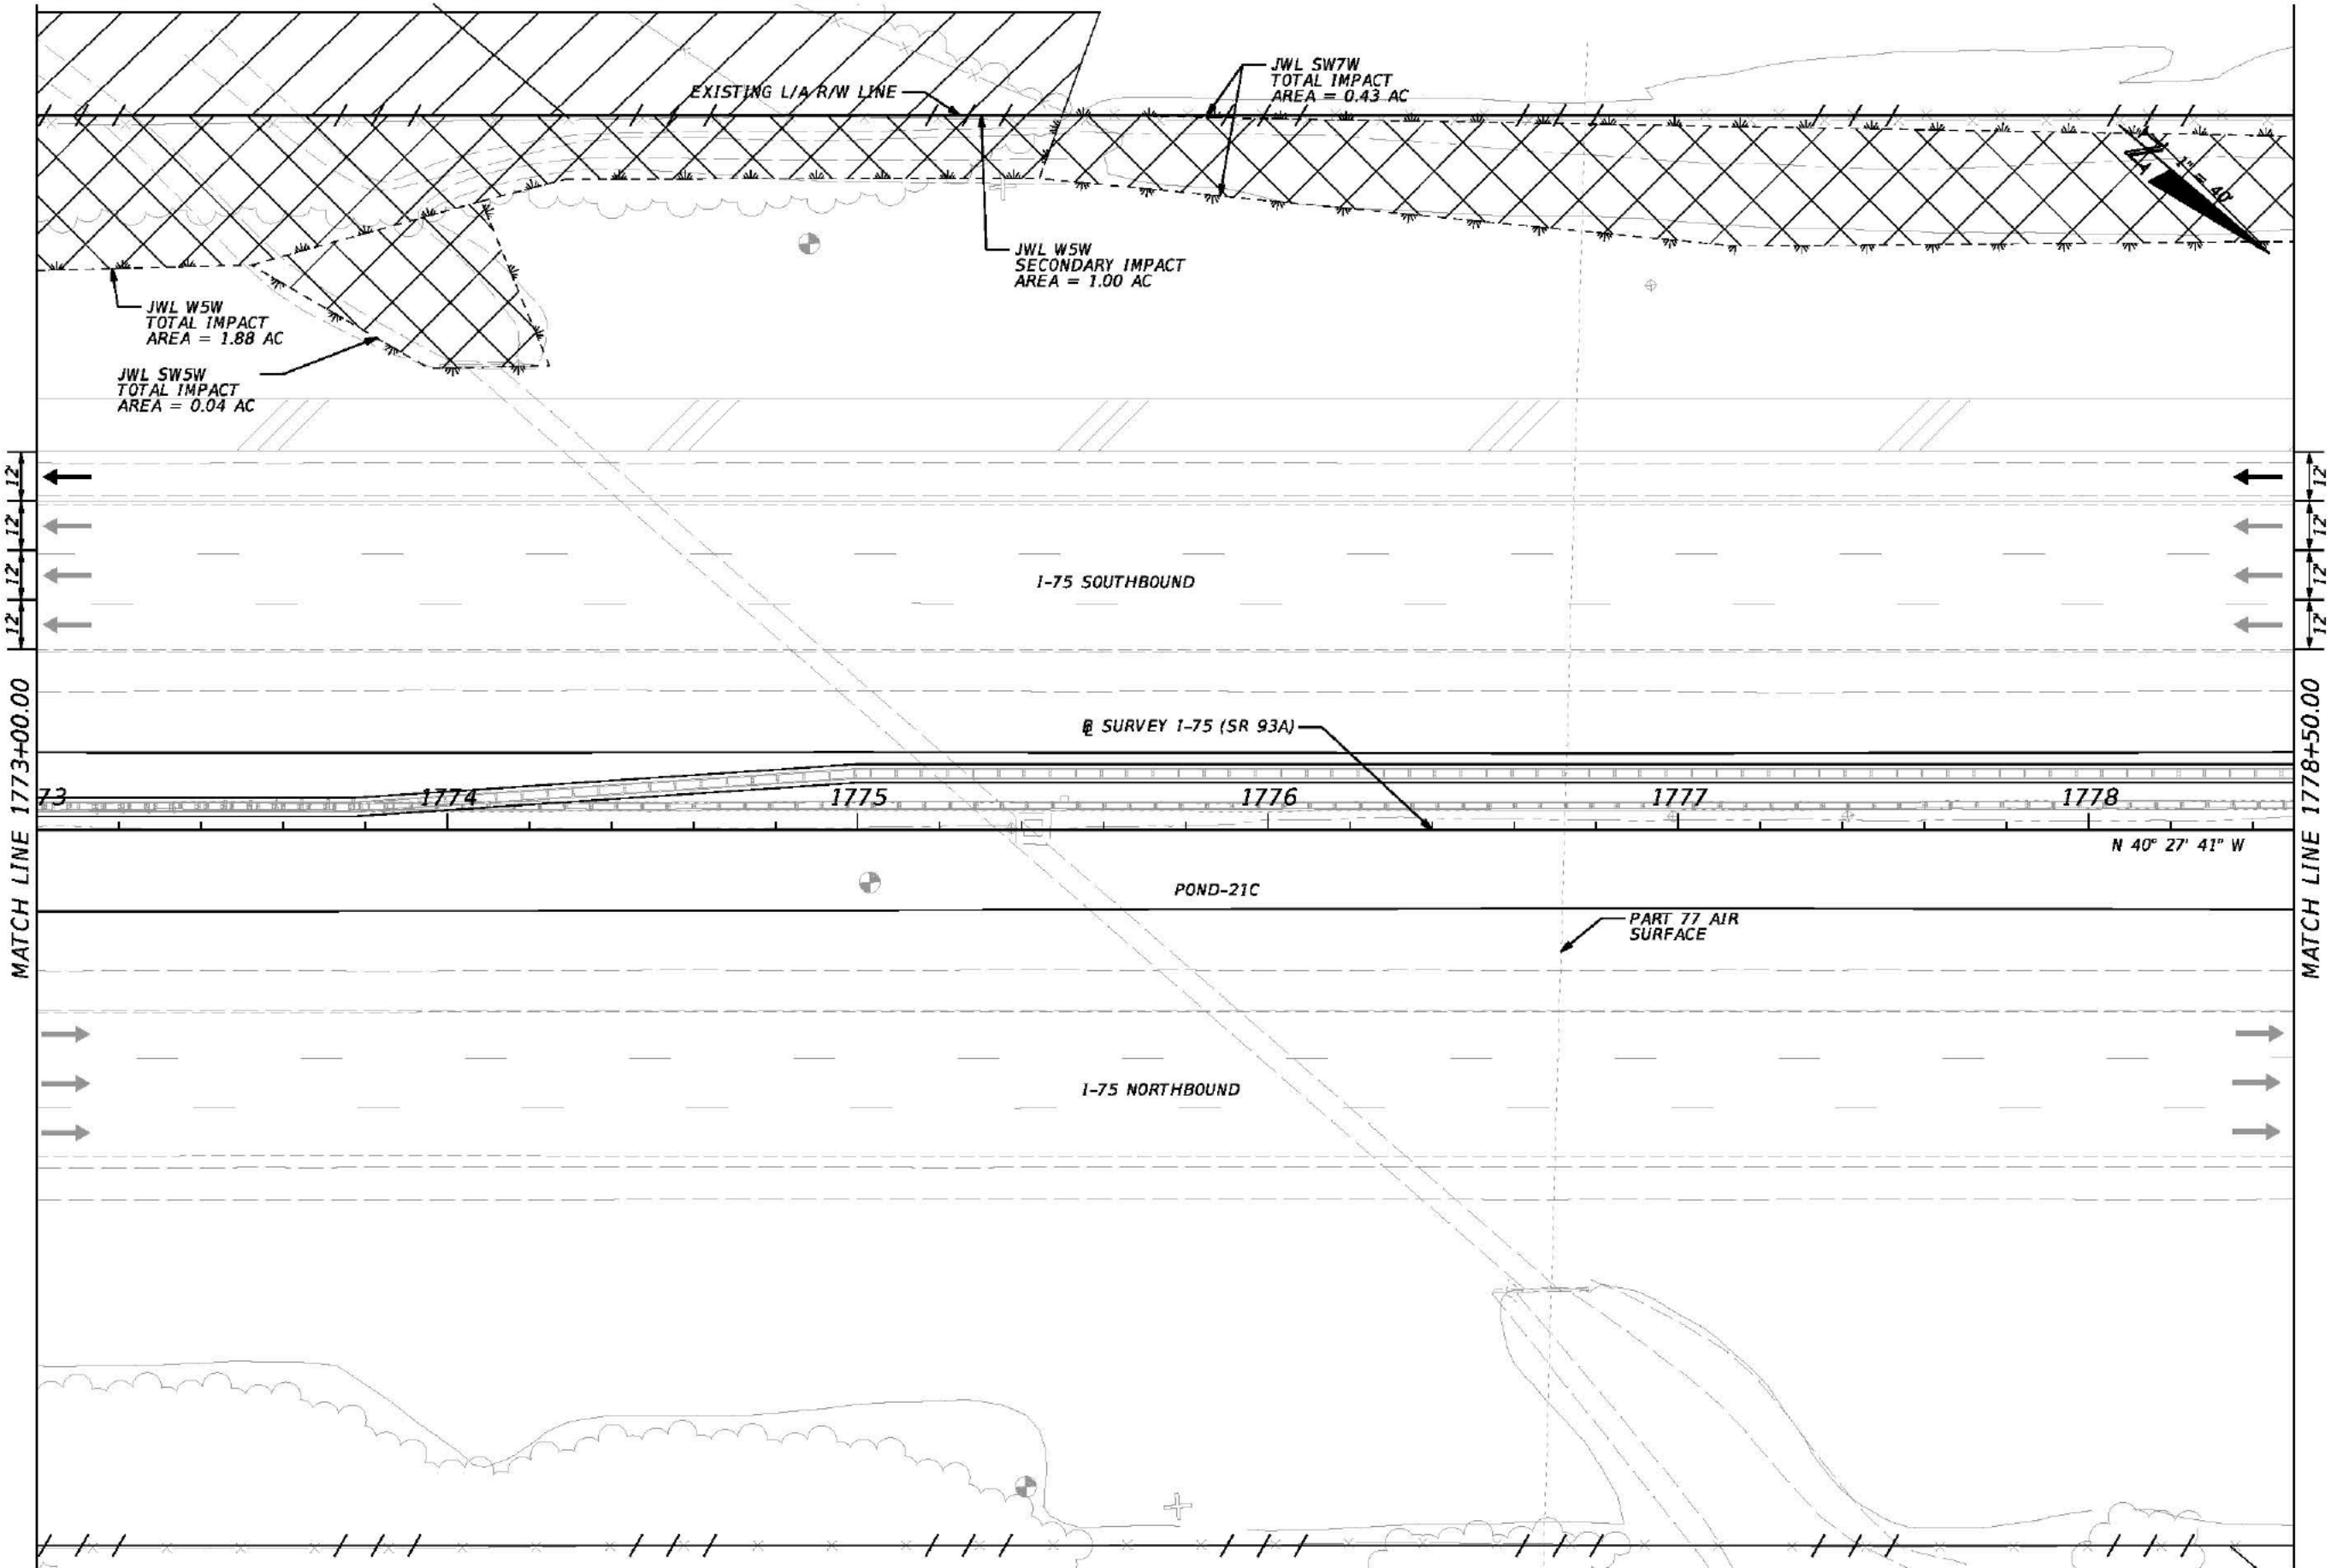 JWL SW7W
TOTAL IMPACT
AREA = 0.43 AC
EXISTING L/A R/W LINE
1" = 40'
N
JWL W5W
SECONDARY IMPACT
AREA = 1.00 AC
JWL W5W
TOTAL IMPACT
AREA = 1.88 AC
JWL SW5W
TOTAL IMPACT
AREA = 0.04 AC
12'
12'
12'
12'
12'
12'
12'
12'
I-75 SOUTHBOUND
MATCH LINE 1773+00.00
MATCH LINE 1778+50.00
℄ SURVEY I-75 (SR 93A)
73
1774
1775
1776
1777
1778
N 40° 27' 41" W
POND-21C
PART 77 AIR
SURFACE
I-75 NORTHBOUND